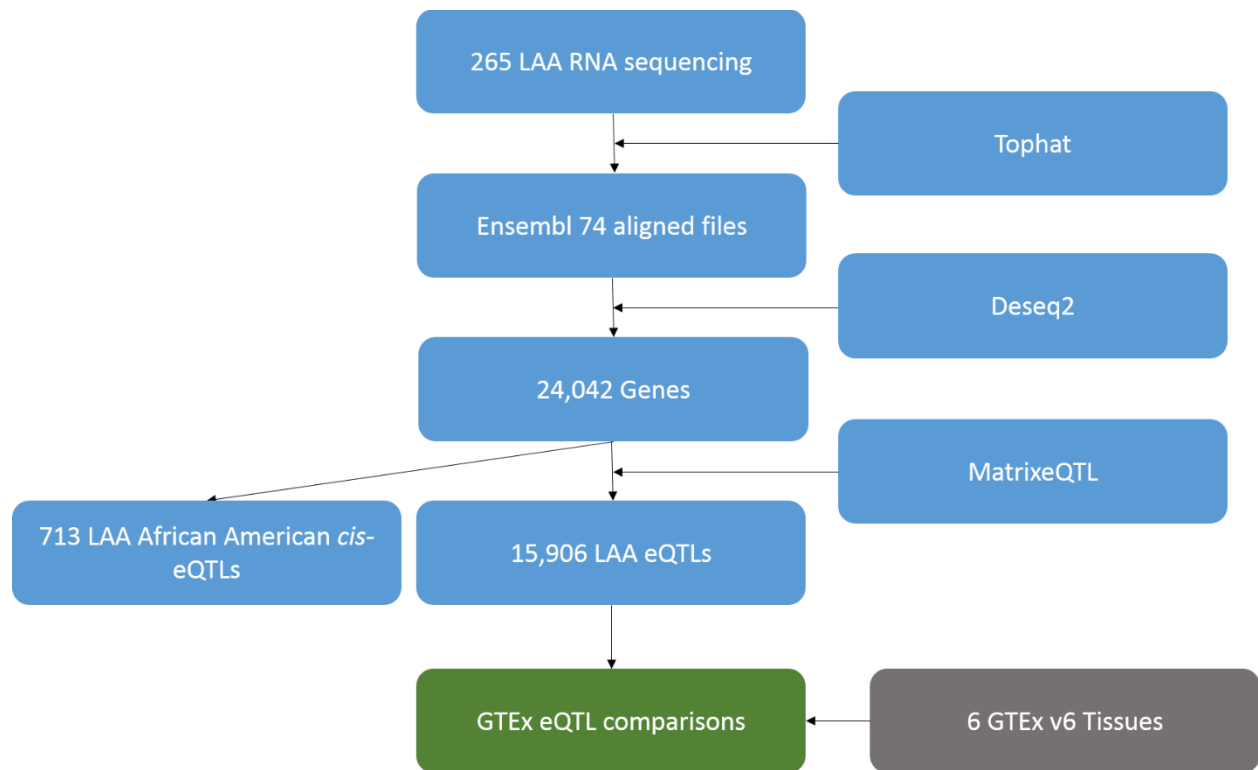 265 LAA RNA sequencing
Tophat
Ensembl 74 aligned files
Deseq2
24,042 Genes
MatrixeQTL
713 LAA African American cis-
eQTLs
15,906 LAA eQTLs
GTEx eQTL comparisons
6 GTEx v6 Tissues